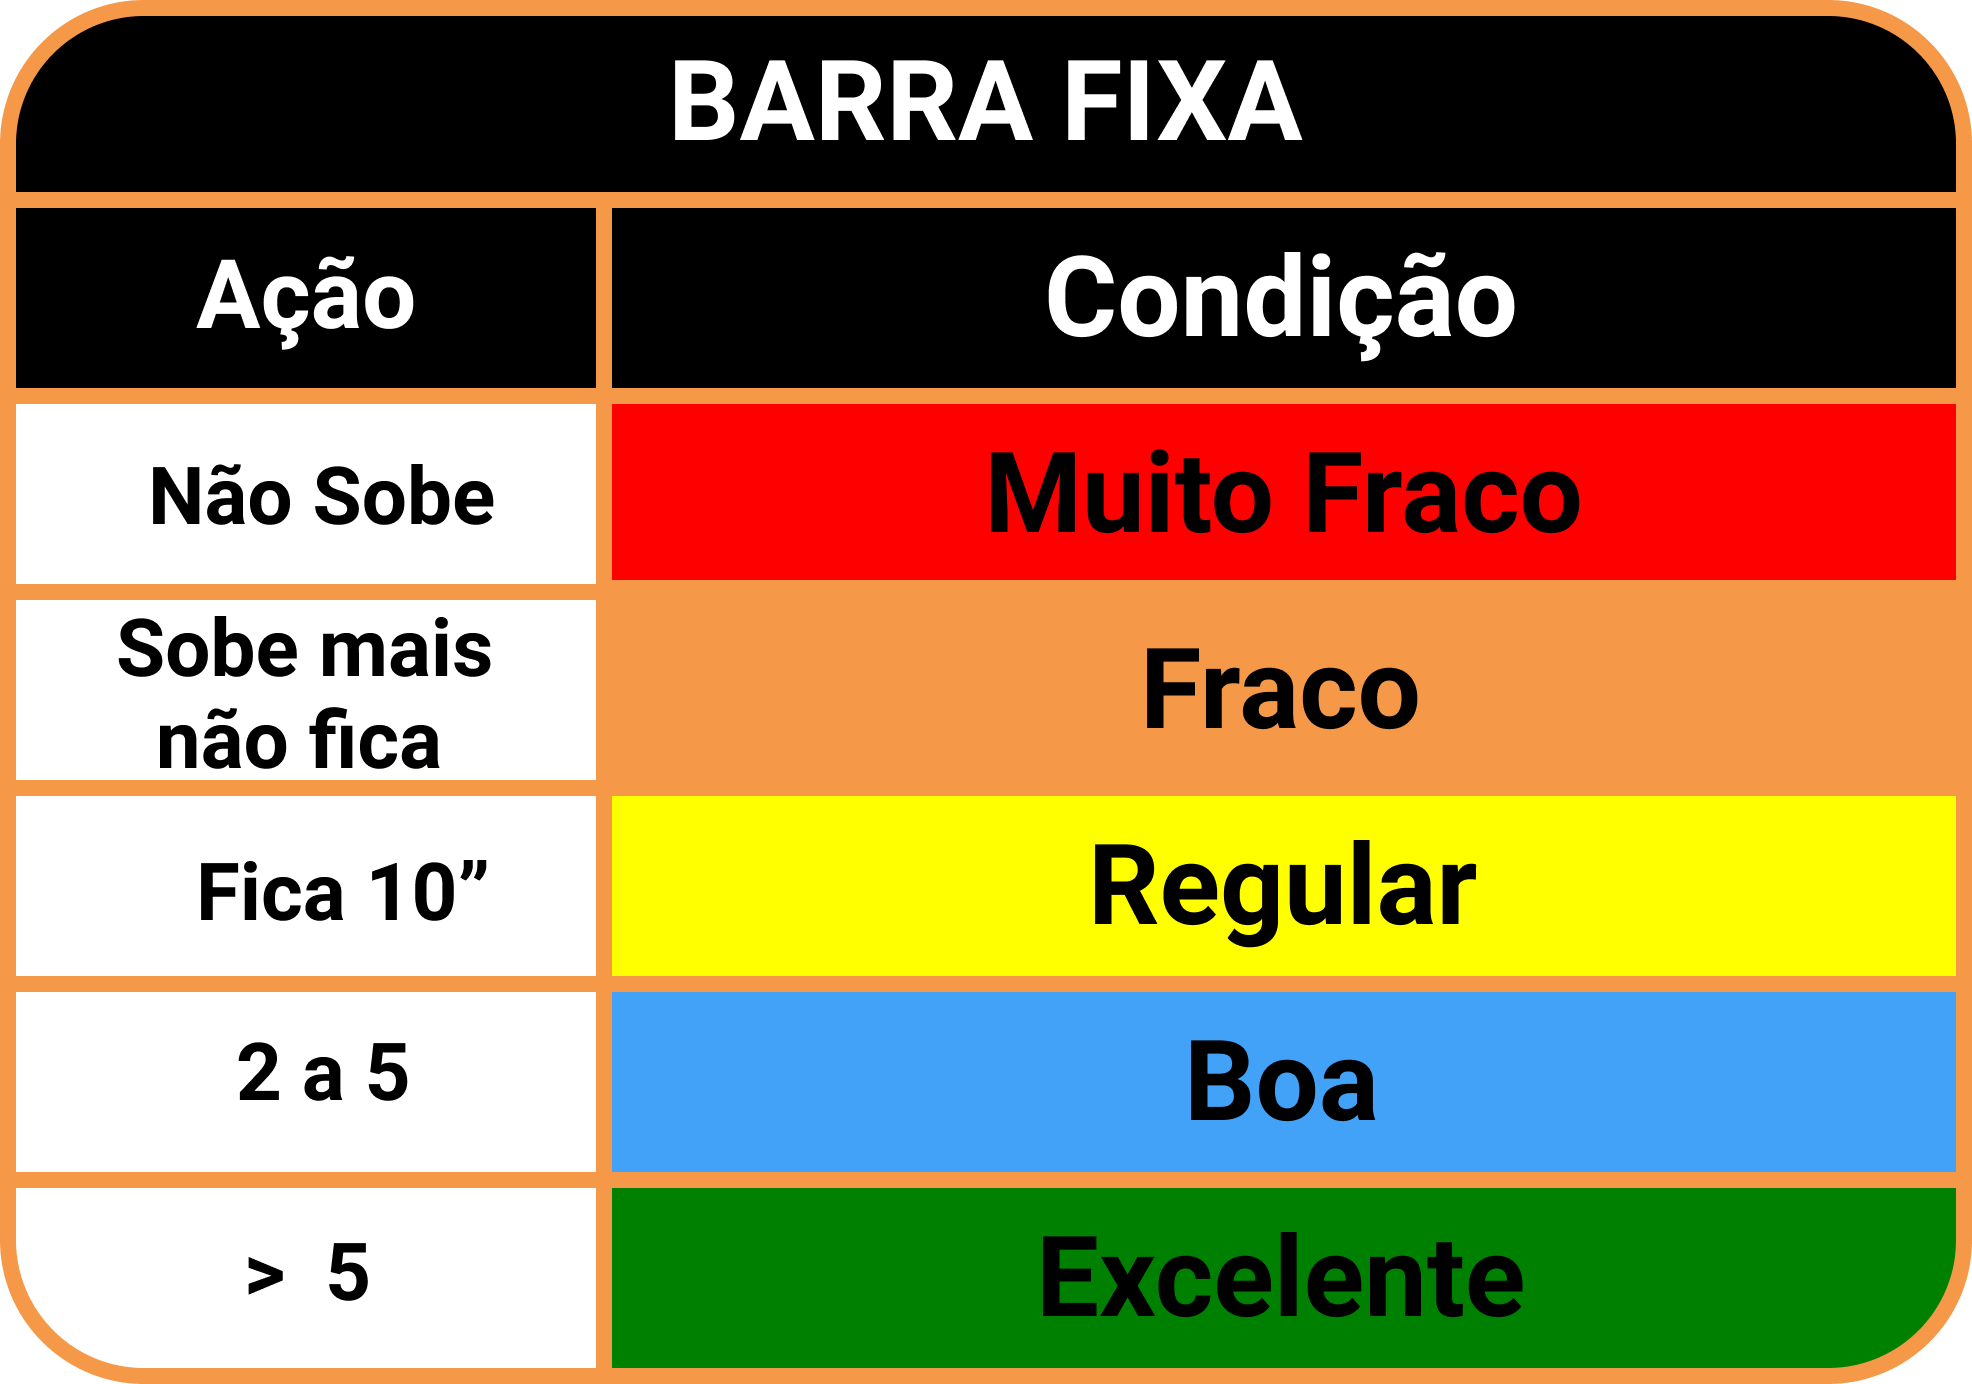 BARRA FIXA
Ação
Condição
Não Sobe
Muito Fraco
Sobe mais
não fica
Fraco
Fica 10”
Regular
2 a 5
Boa
> 5
Excelente